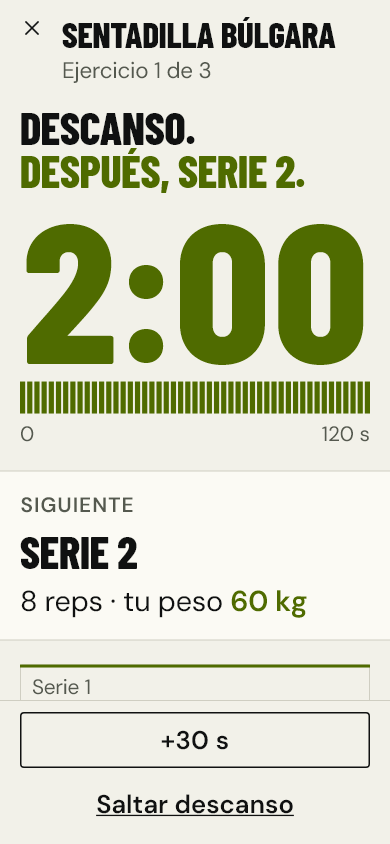 SENTADILLA BÚLGARA
Ejercicio 1 de 3
DESCANSO.
DESPUÉS, SERIE 2.
2:00
0 120 s
SIGUIENTE
SERIE 2
8 reps · tu peso 60 kg
Serie 1
+30 s
Saltar descanso